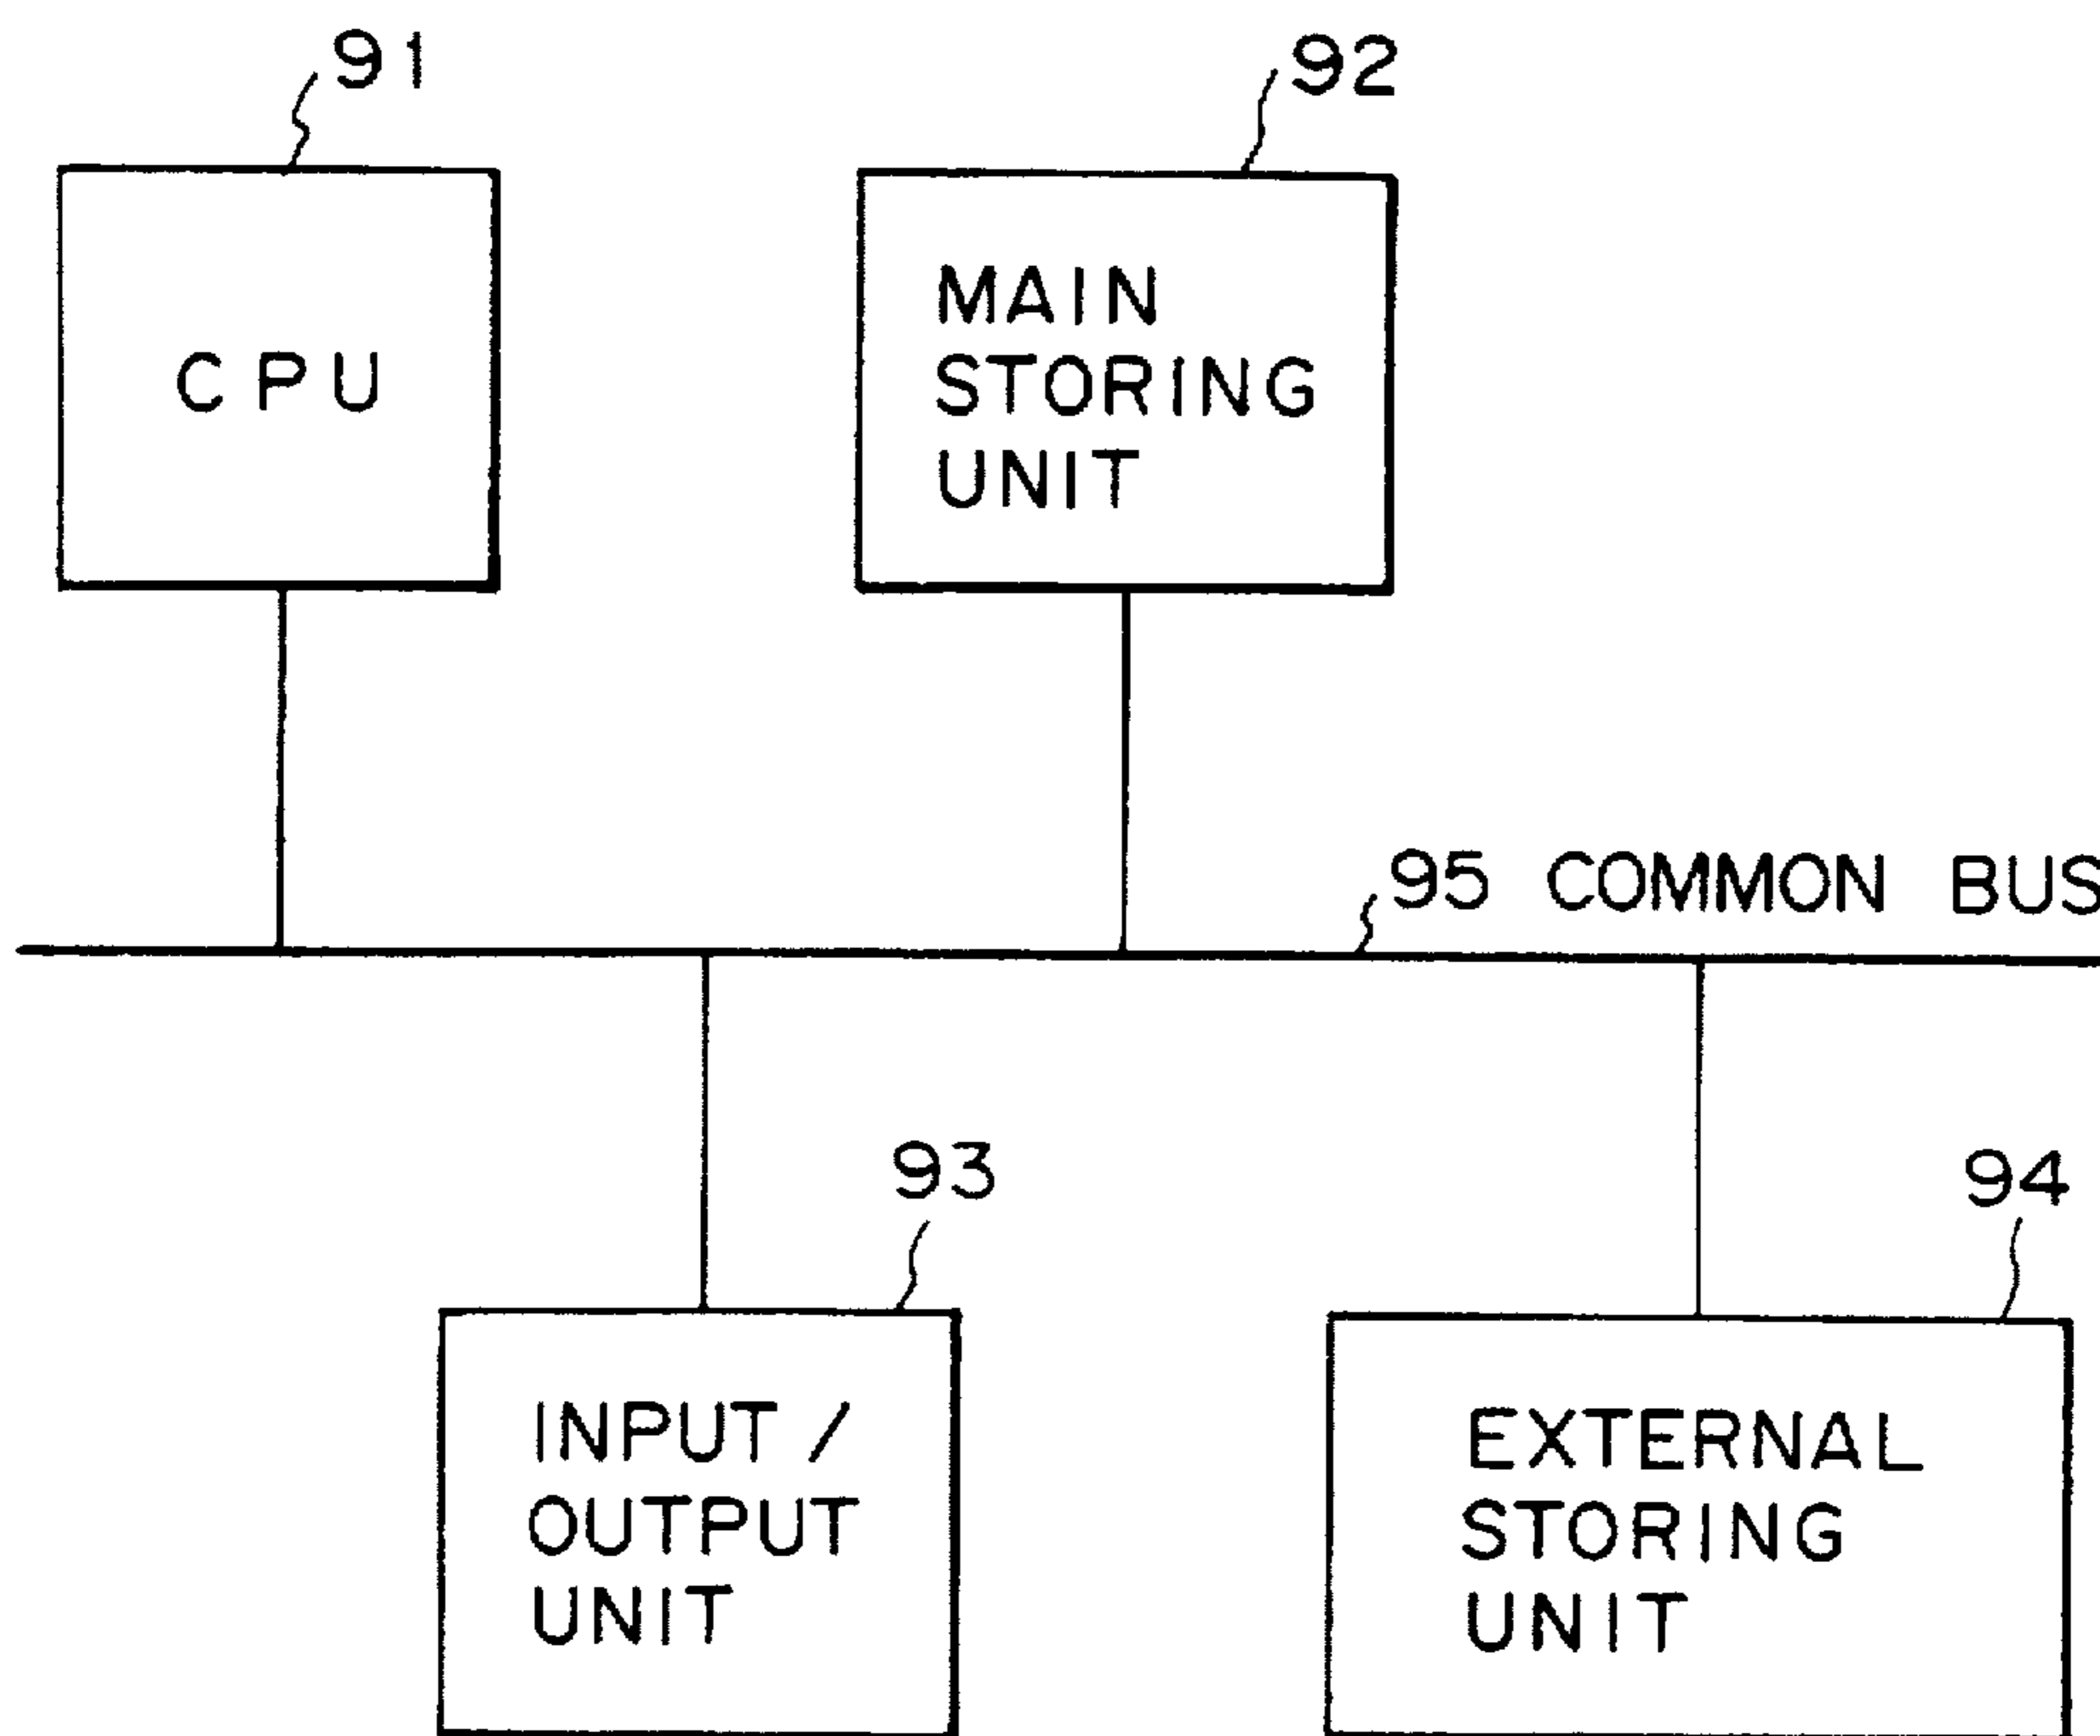 91
92
CPU
MAIN
STORING
UNIT
95 COMMON BUS
93
94
INPUT/
OUTPUT
UNIT
EXTERNAL
STORING
UNIT